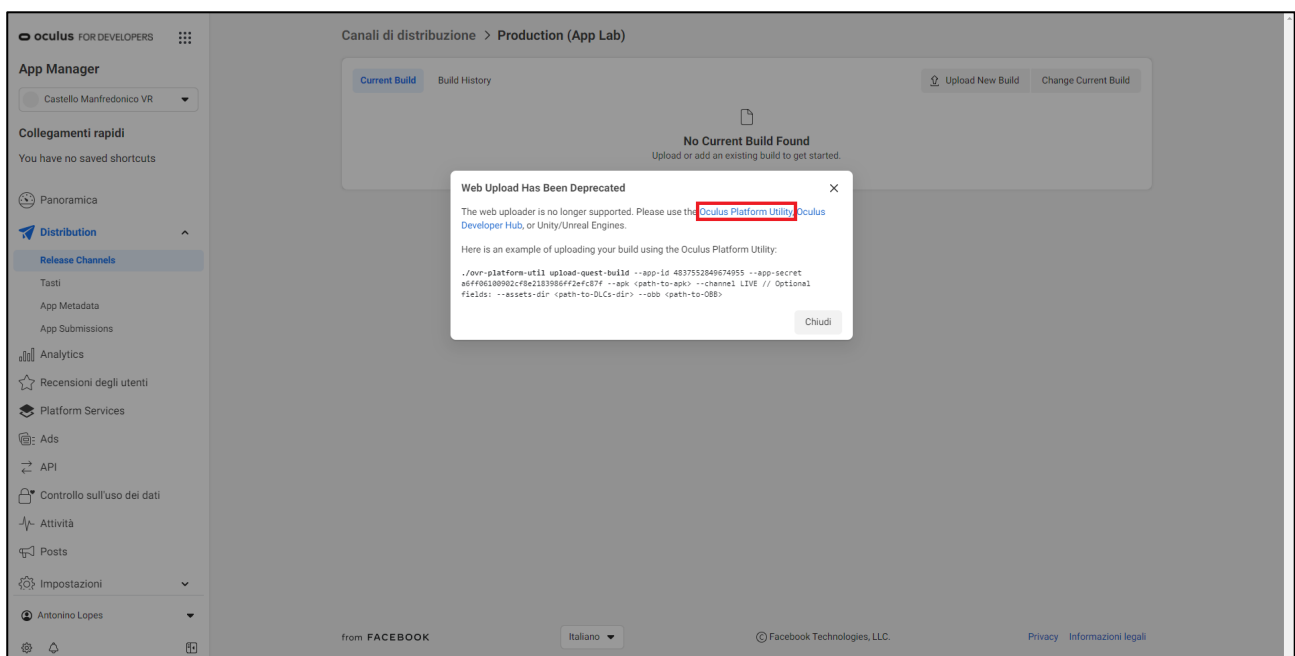 oculus FOR DEVELOPERS
App Manager
Castello Manfredonico VR
Collegamenti rapidi
You have no saved shortcuts
Panoramica
Distribution
Release Channels
Tasti
App Metadata
App Submissions
Analytics
Recensioni degli utenti
Platform Services
Ads
API
Controllo sull'uso dei dati
Attività
Posts
Impostazioni
Antonino Lopes
Canali di distribuzione > Production (App Lab)
Current Build Build History Upload New Build Change Current Build
No Current Build Found
Upload or add an existing build to get started.
Web Upload Has Been Deprecated
The web uploader is no longer supported. Please use the Oculus Platform Utility, Oculus
Developer Hub, or Unity/Unreal Engines.
Here is an example of uploading your build using the Oculus Platform Utility:
./ovr-platform-util upload-quest-build --app-id 4837552849674955 --app-secret
a6ff06100902cf8e2183986ff2efc87f --apk <path-to-apk> --channel LIVE // Optional
fields: --assets-dir <path-to-DLCs-dir> --obb <path-to-OBB>
Chiudi
from FACEBOOK Italiano © Facebook Technologies, LLC. Privacy Informazioni legali